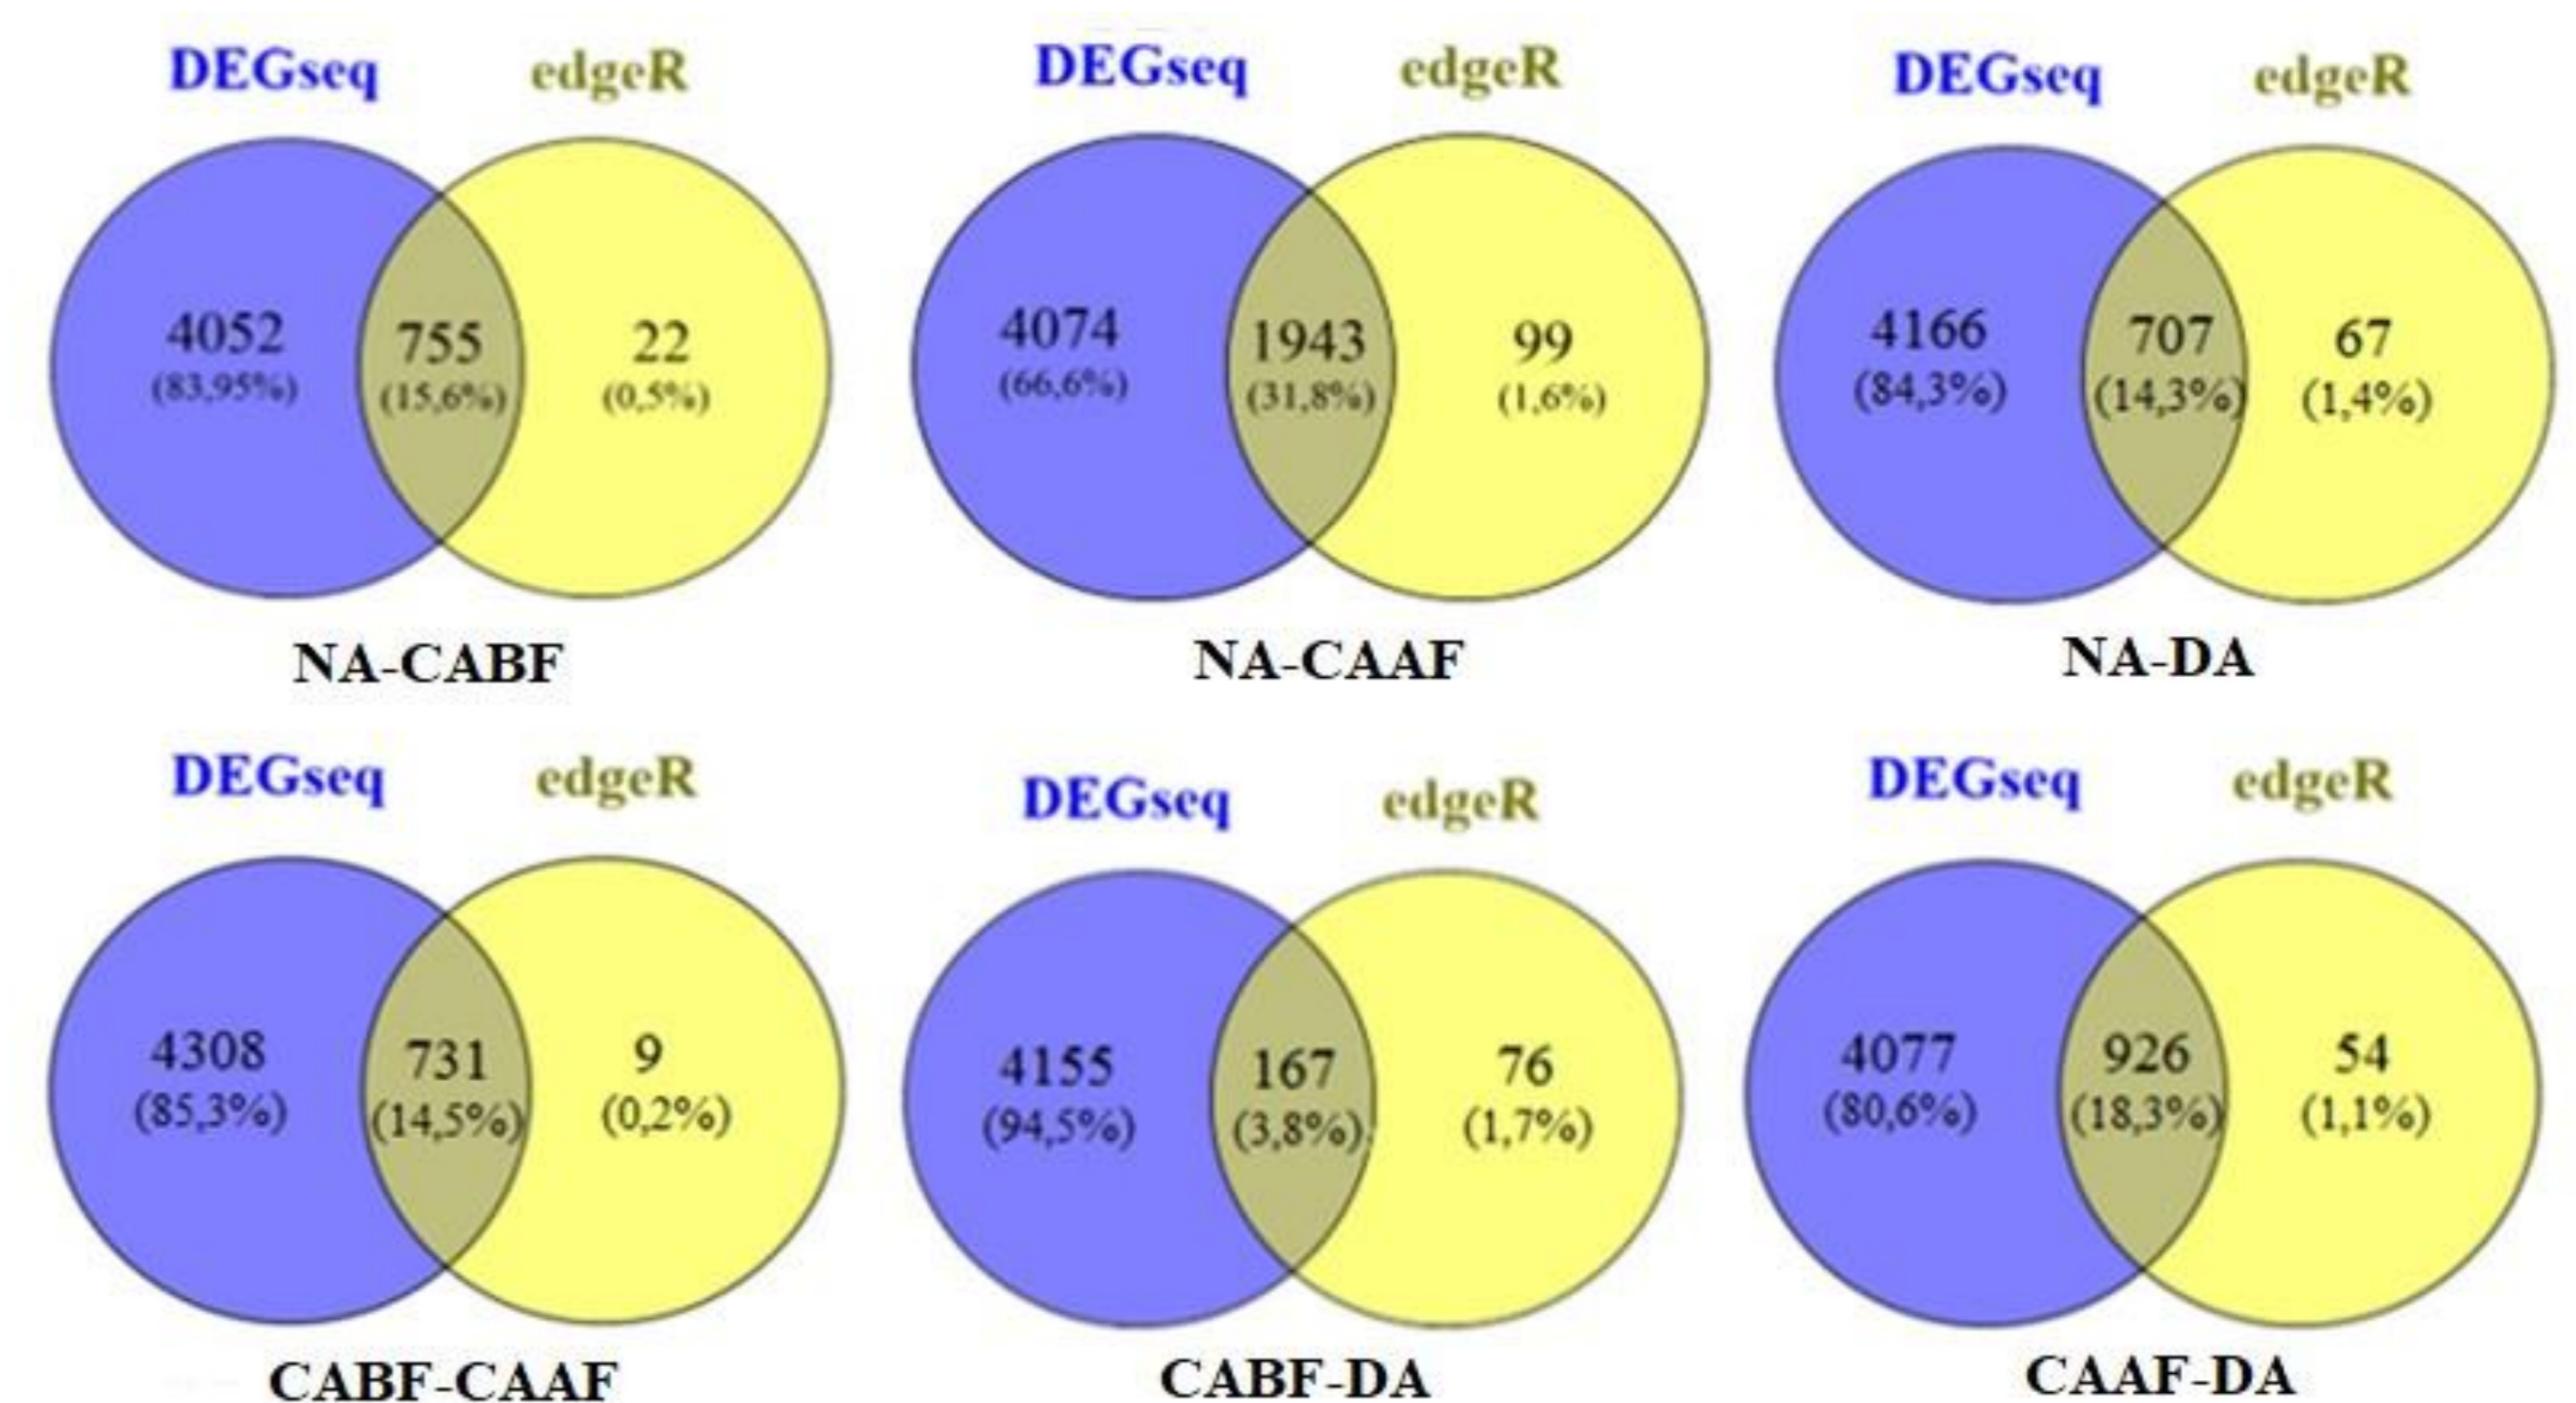 DEGseq edgeR
4052 755 22
(83,95%) (15,6%) (0,5%)
NA-CABF
DEGseq edgeR
4074 1943 99
(66,6%) (31,8%) (1,6%)
NA-CAAF
DEGseq edgeR
4166 707 67
(84,3%) (14,3%) (1,4%)
NA-DA
DEGseq edgeR
4308 731 9
(85,3%) (14,5%) (0,2%)
CABF-CAAF
DEGseq edgeR
4155 167 76
(94,5%) (3,8%) (1,7%)
CABF-DA
DEGseq edgeR
4077 926 54
(80,6%) (18,3%) (1,1%)
CAAF-DA